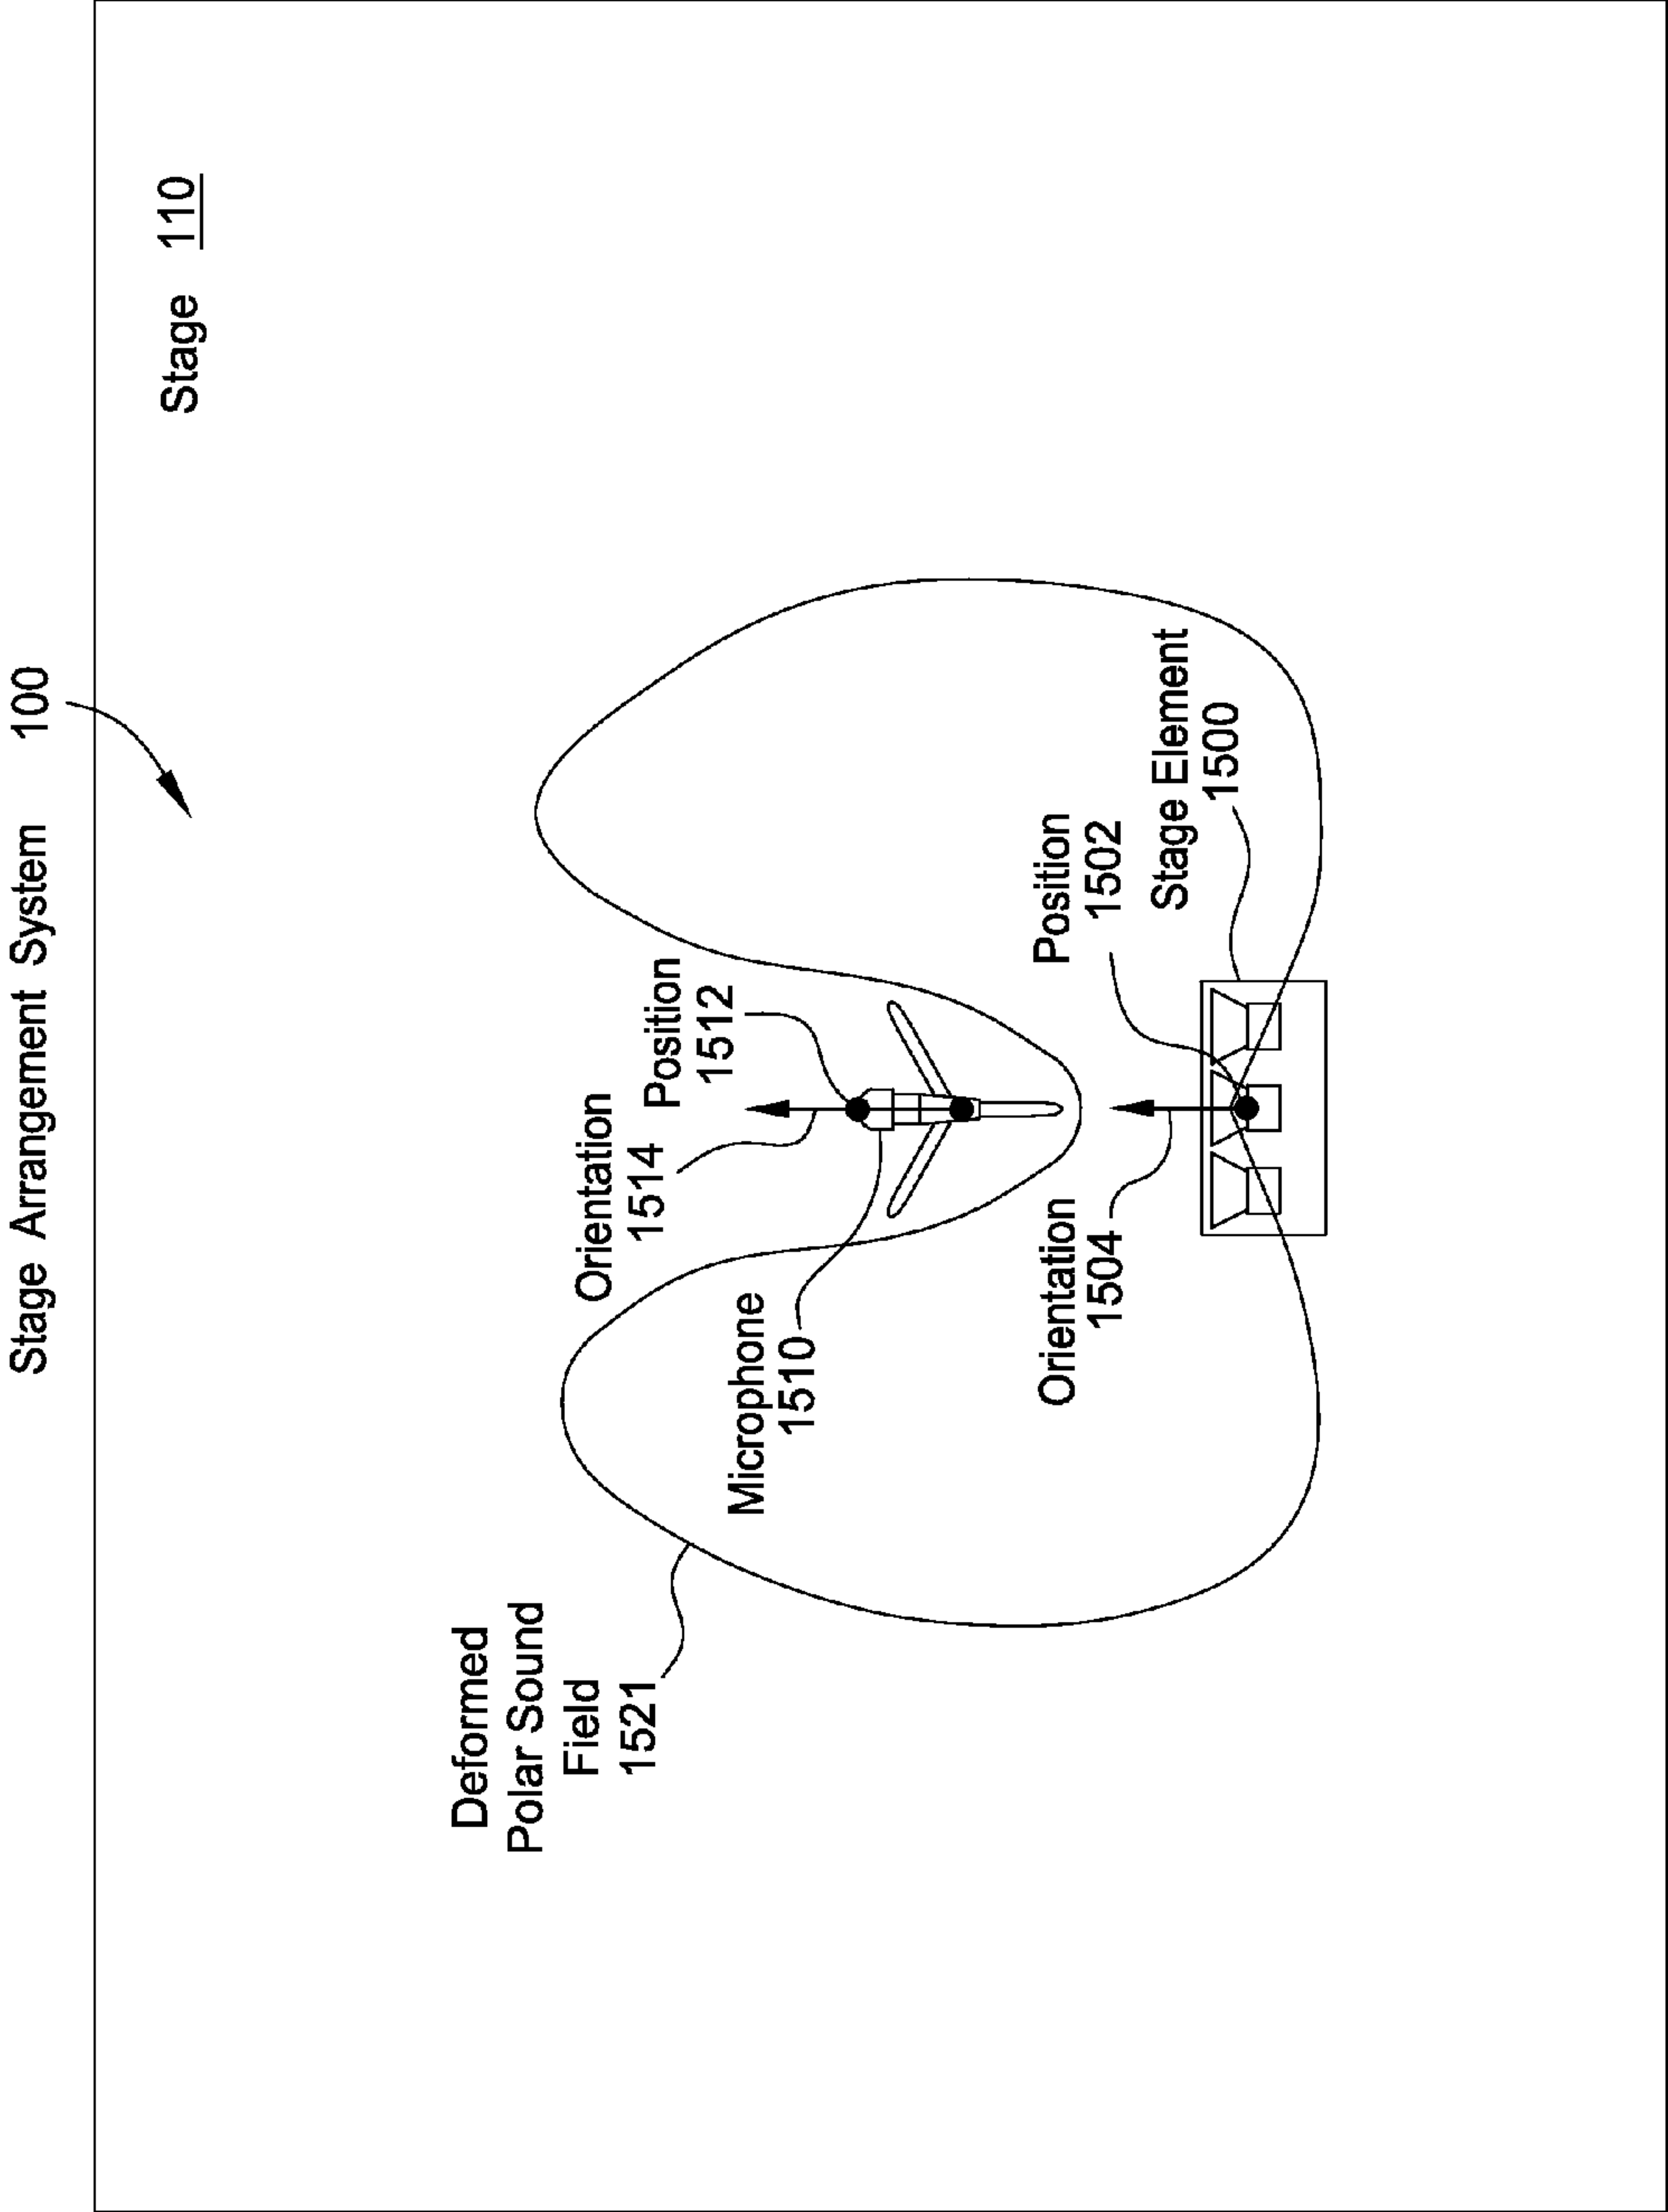 Stage Arrangement System 100
Stage 110
Deformed
Polar Sound
Field
1521
Orientation
1514
Position
1512
Microphone
1510
Position
1502
Orientation
1504
Stage Element
1500